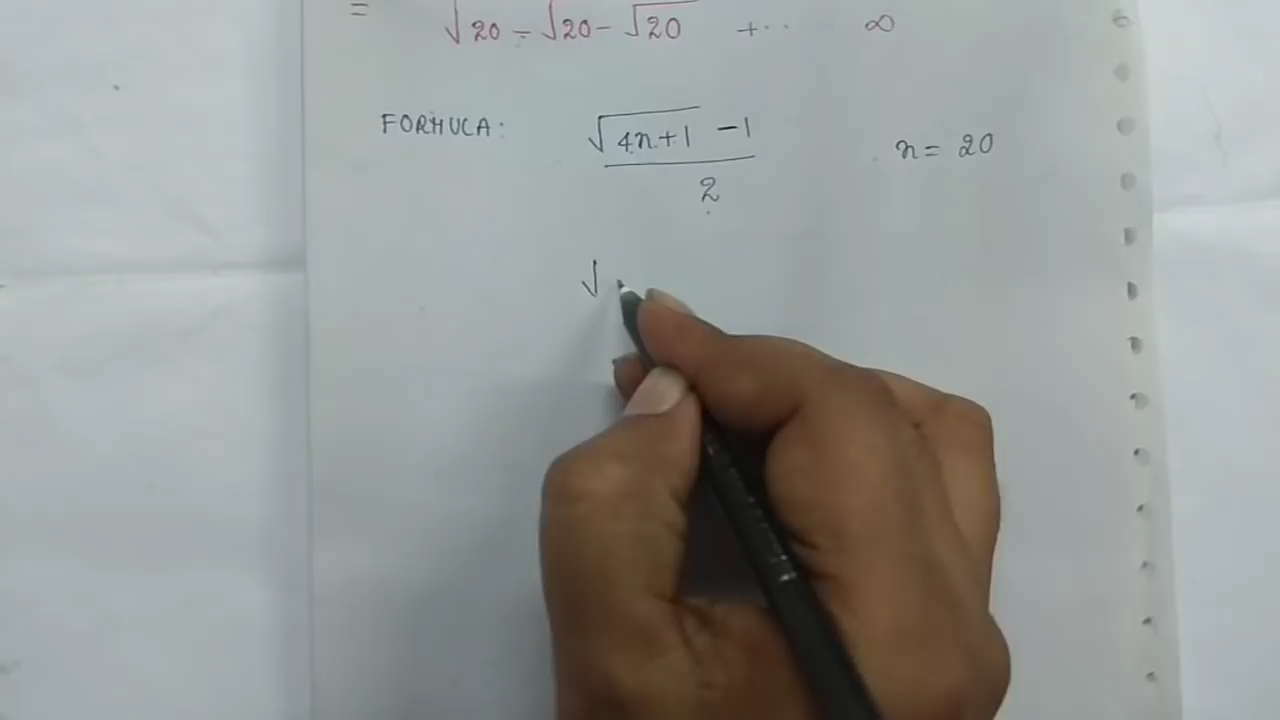 = √20 - √20 - √20 + ... ∞
FORMULA: √4n+1 - 1 / 2 n = 20
√